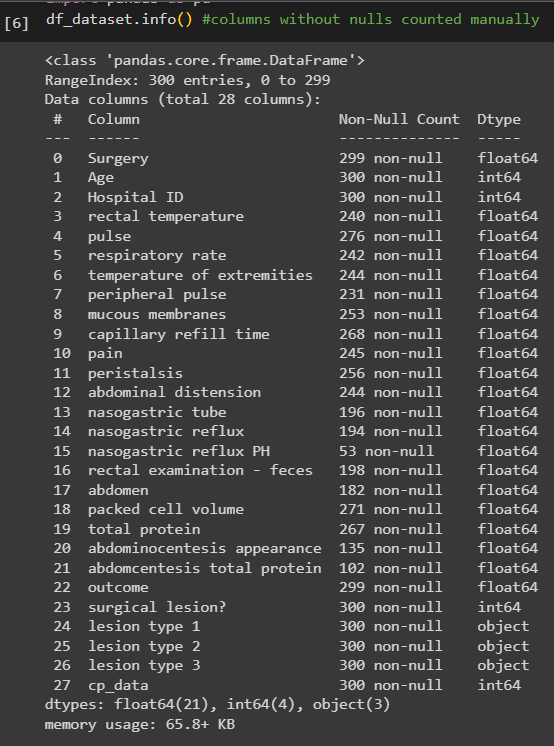 [6] df_dataset.info() #columns without nulls counted manually
<class 'pandas.core.frame.DataFrame'>
RangeIndex: 300 entries, 0 to 299
Data columns (total 28 columns):
 #   Column                       Non-Null Count  Dtype
---  ------                       --------------  -----
 0   Surgery                      299 non-null    float64
 1   Age                          300 non-null    int64
 2   Hospital ID                  300 non-null    int64
 3   rectal temperature           240 non-null    float64
 4   pulse                        276 non-null    float64
 5   respiratory rate             242 non-null    float64
 6   temperature of extremities   244 non-null    float64
 7   peripheral pulse             231 non-null    float64
 8   mucous membranes             253 non-null    float64
 9   capillary refill time        268 non-null    float64
 10  pain                         245 non-null    float64
 11  peristalsis                  256 non-null    float64
 12  abdominal distension         244 non-null    float64
 13  nasogastric tube             196 non-null    float64
 14  nasogastric reflux           194 non-null    float64
 15  nasogastric reflux PH        53 non-null     float64
 16  rectal examination - feces   198 non-null    float64
 17  abdomen                      182 non-null    float64
 18  packed cell volume           271 non-null    float64
 19  total protein                267 non-null    float64
 20  abdominocentesis appearance  135 non-null    float64
 21  abdomcentesis total protein  102 non-null    float64
 22  outcome                      299 non-null    float64
 23  surgical lesion?             300 non-null    int64
 24  lesion type 1                300 non-null    object
 25  lesion type 2                300 non-null    object
 26  lesion type 3                300 non-null    object
 27  cp_data                      300 non-null    int64
dtypes: float64(21), int64(4), object(3)
memory usage: 65.8+ KB